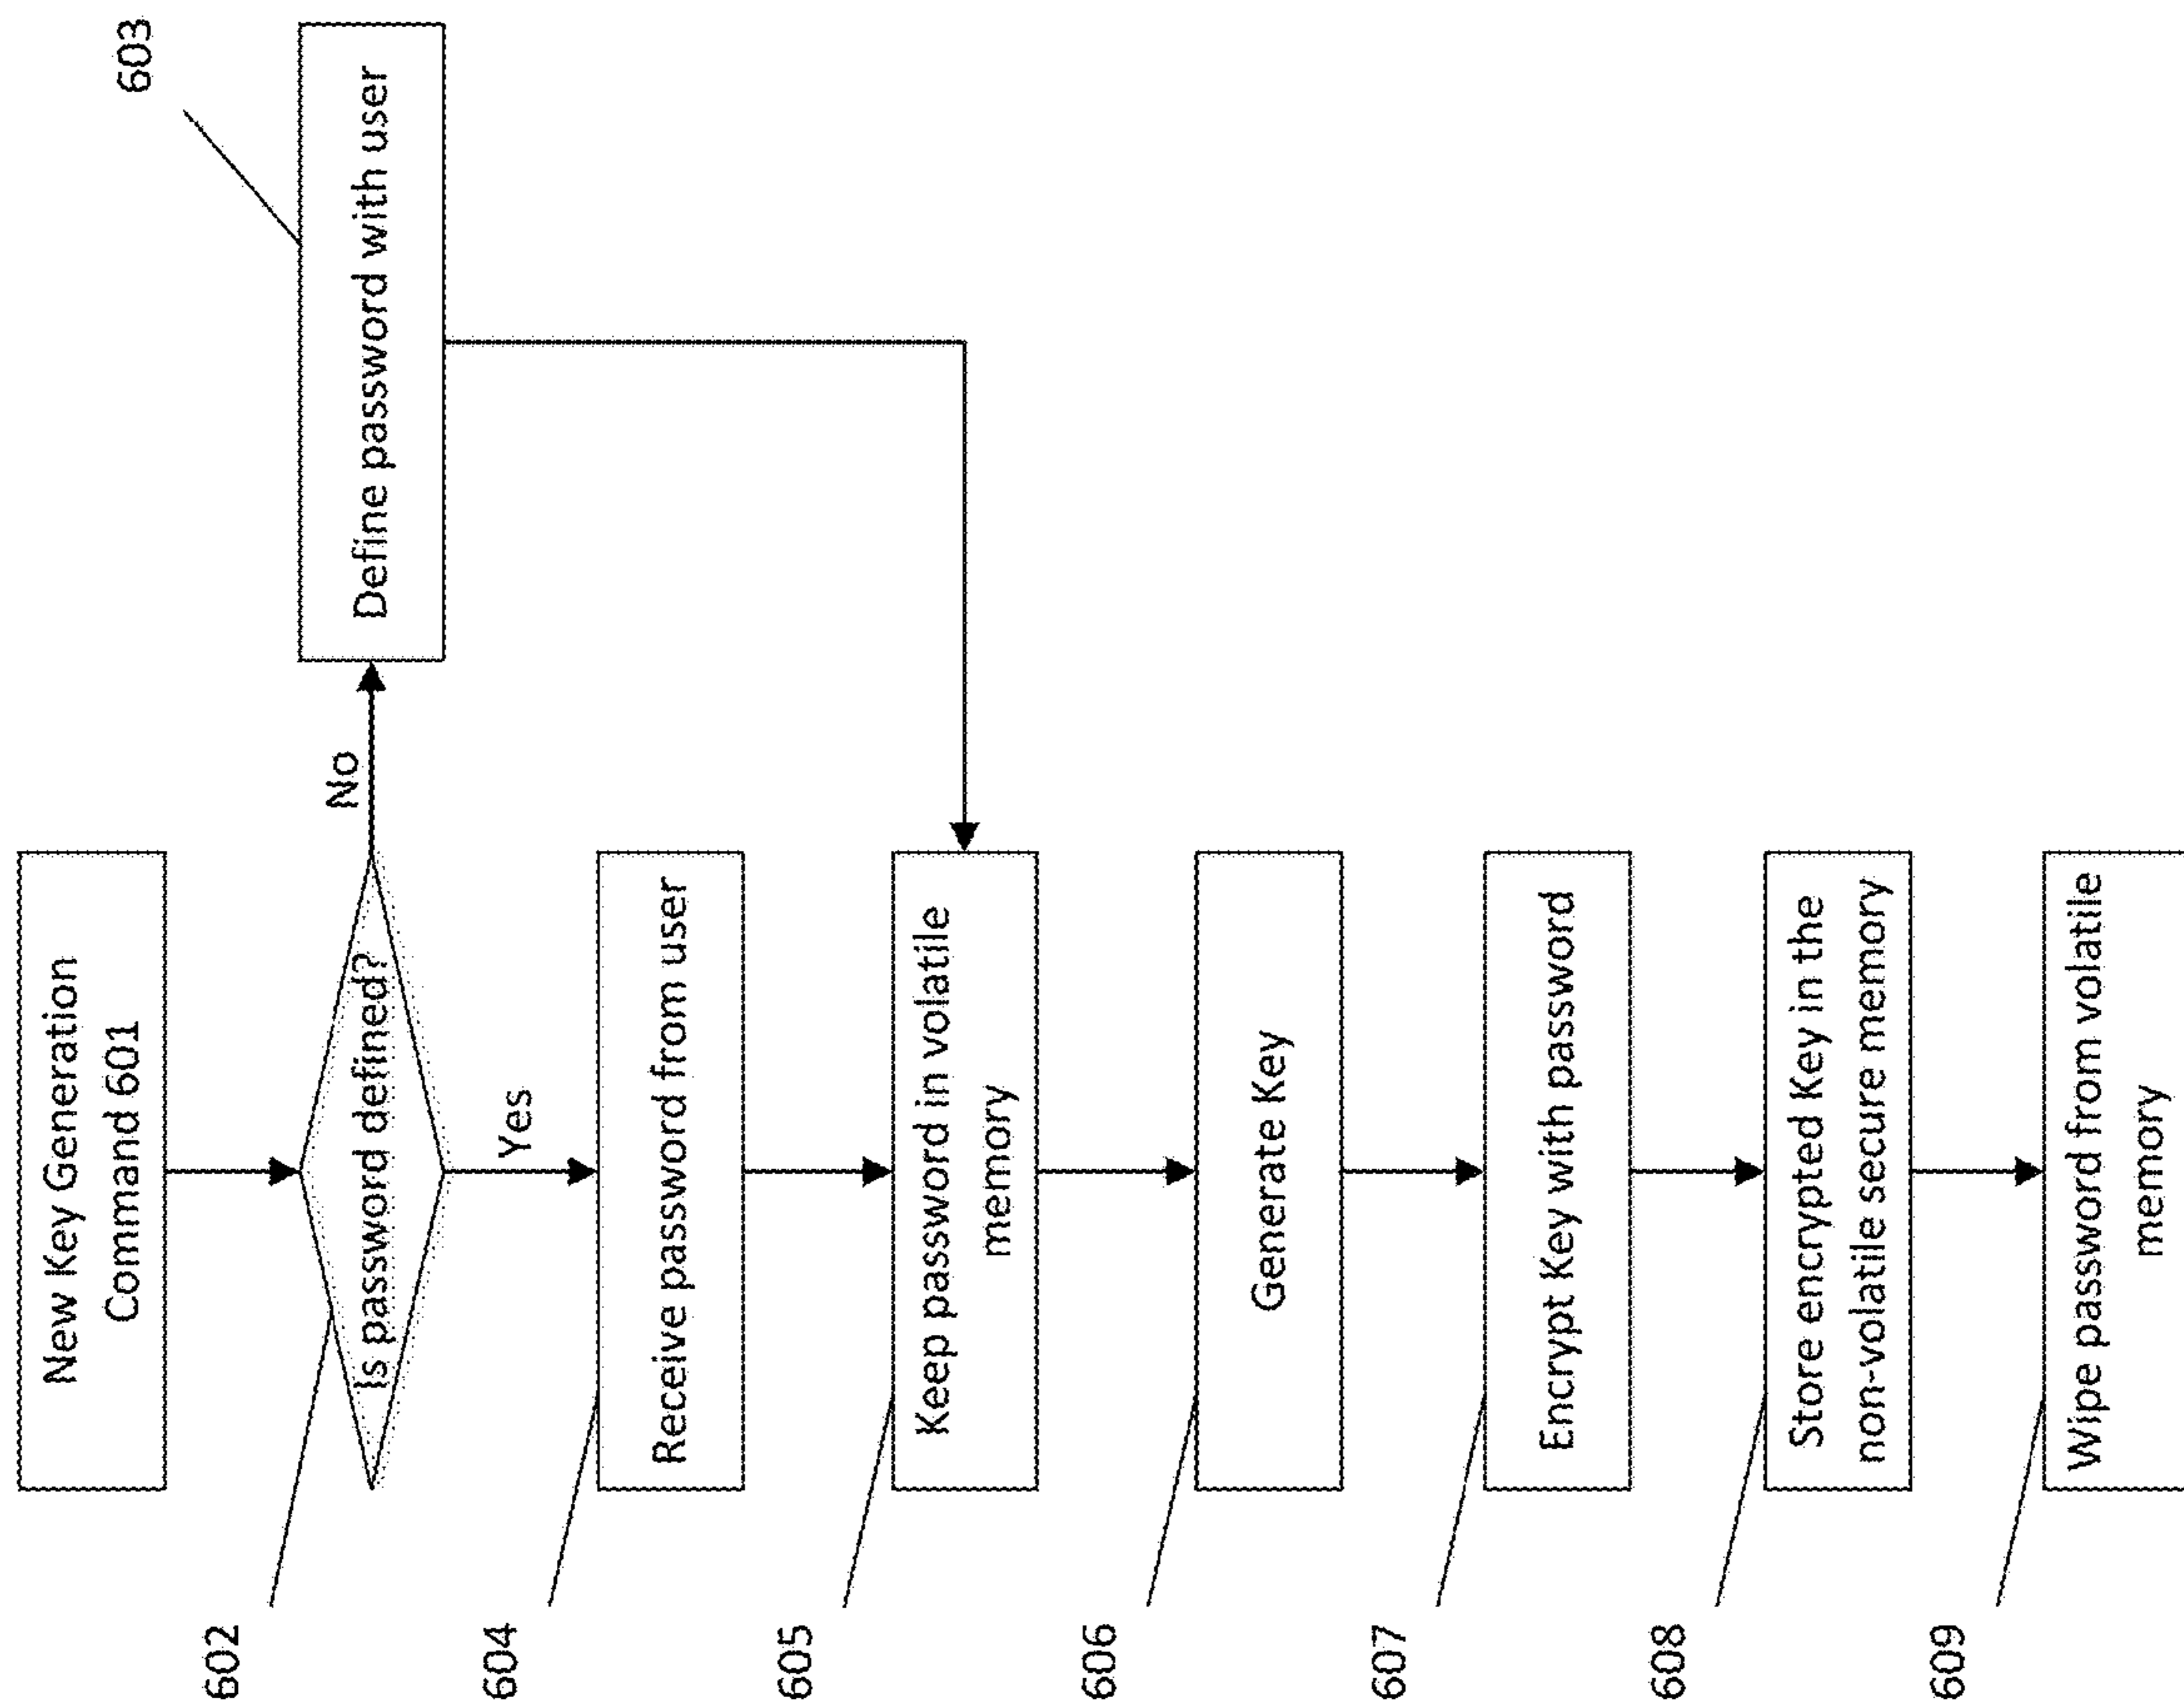 New Key Generation
Command 601
602
Is password defined?
No
603
Define password with user
Yes
604
Receive password from user
605
Keep password in volatile
memory
606
Generate Key
607
Encrypt Key with password
608
Store encrypted Key in the
non-volatile secure memory
609
Wipe password from volatile
memory